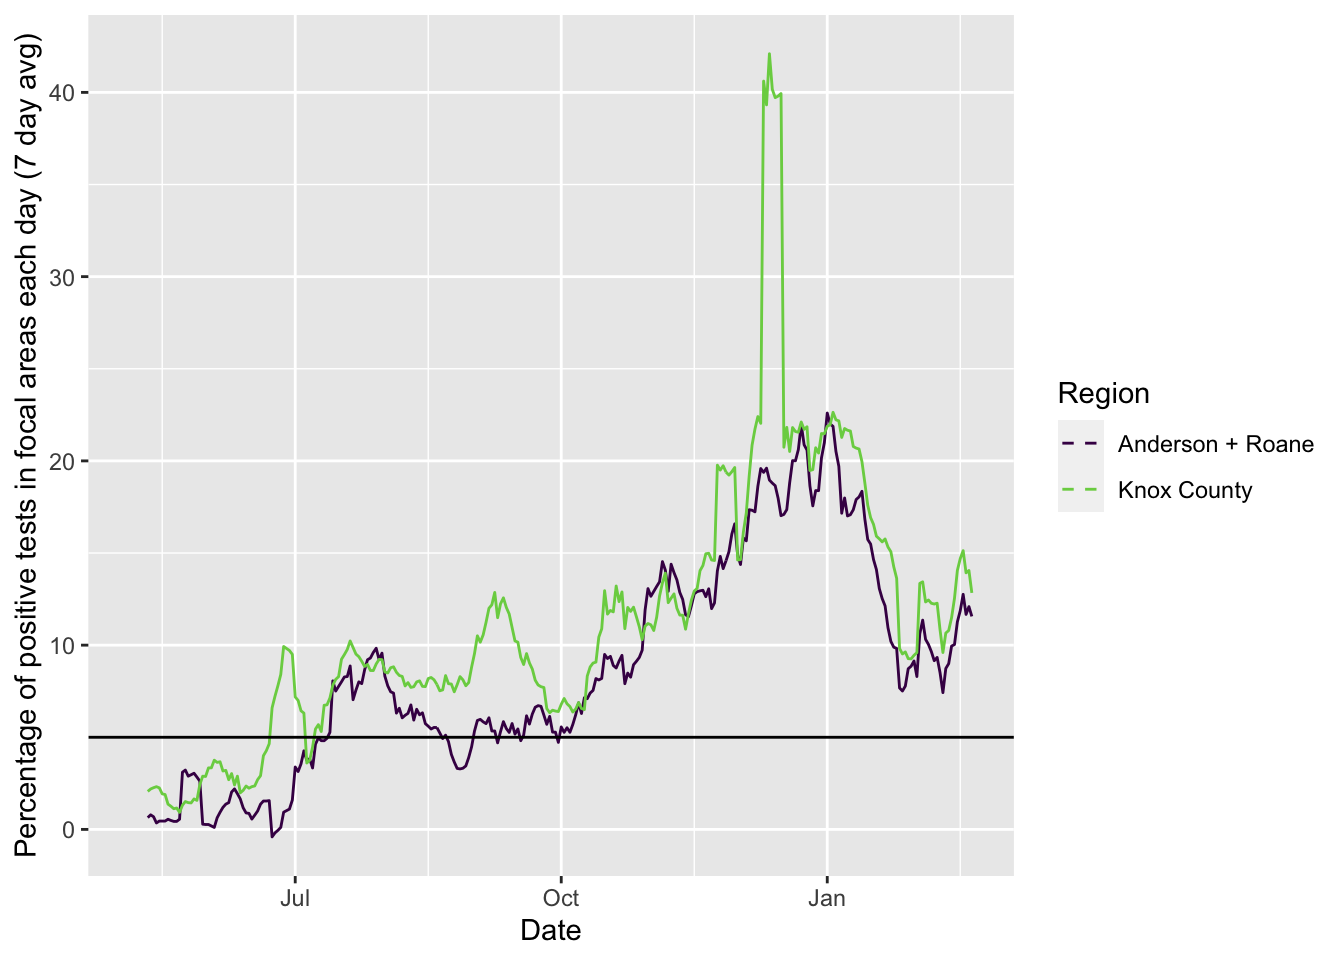 Percentage of positive tests in focal areas each day (7 day avg)
40
30
20
10
0
Jul
Oct
Jan
Date
Region
Anderson + Roane
Knox County